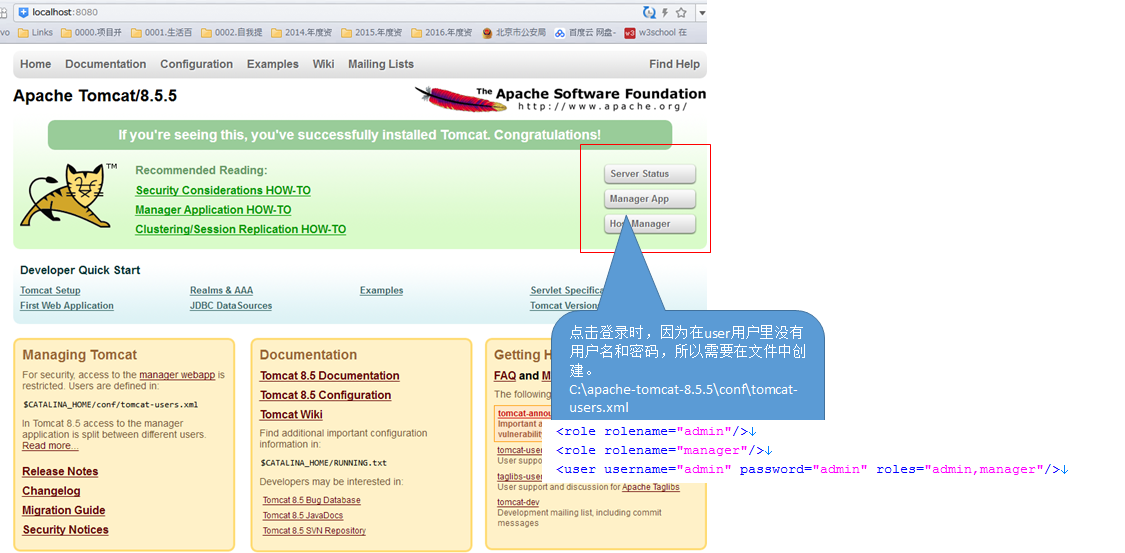 localhost:8080
vo Links 0000.项目开 0001.生活百 0002.自我提 2014.年度资 2015.年度资 2016.年度资 北京市公安局 百度云 网盘- w3 w3school 在
Home Documentation Configuration Examples Wiki Mailing Lists Find Help
Apache Tomcat/8.5.5
The Apache Software Foundation
http://www.apache.org/
If you're seeing this, you've successfully installed Tomcat. Congratulations!
TM
Recommended Reading:
Security Considerations HOW-TO
Manager Application HOW-TO
Clustering/Session Replication HOW-TO
Server Status
Manager App
Manager
Developer Quick Start
Tomcat Setup
First Web Application
Realms & AAA
JDBC DataSources
Examples
Servlet Specifica
Tomcat Version
点击登录时，因为在user用户里没有
用户名和密码，所以需要在文件中创
建。
C:\apache-tomcat-8.5.5\conf\tomcat-
users.xml
<role rolename="admin"/>↓
<role rolename="manager"/>↓
<user username="admin" password="admin" roles="admin,manager"/>↓
Managing Tomcat
For security, access to the manager webapp is
restricted. Users are defined in:
$CATALINA_HOME/conf/tomcat-users.xml
In Tomcat 8.5 access to the manager
application is split between different users.
Read more...
Release Notes
Changelog
Migration Guide
Security Notices
Documentation
Tomcat 8.5 Documentation
Tomcat 8.5 Configuration
Tomcat Wiki
Find additional important configuration
information in:
$CATALINA_HOME/RUNNING.txt
Developers may be interested in:
Tomcat 8.5 Bug Database
Tomcat 8.5 JavaDocs
Tomcat 8.5 SVN Repository
Getting H
FAQ and M
The following
tomcat-annou
Important a
vulnerability
tomcat-user
User suppo
taglibs-user
User support and discussion for Apache Taglibs
tomcat-dev
Development mailing list, including commit
messages